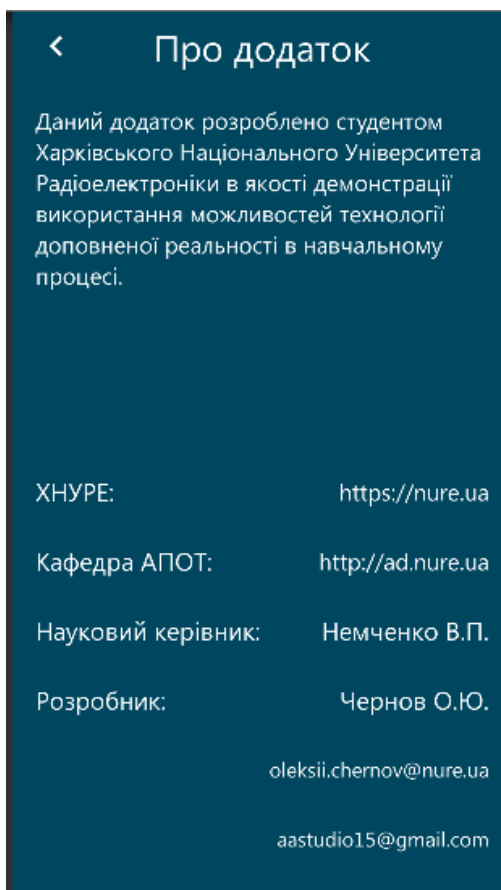 Про додаток
Даний додаток розроблено студентом
Харківського Національного Університета
Радіоелектроніки в якості демонстрації
використання можливостей технології
доповненої реальності в навчальному
процесі.
ХНУРЕ: https://nure.ua
Кафедра АПОТ: http://ad.nure.ua
Науковий керівник: Немченко В.П.
Розробник: Чернов О.Ю.
oleksii.chernov@nure.ua
aastudio15@gmail.com